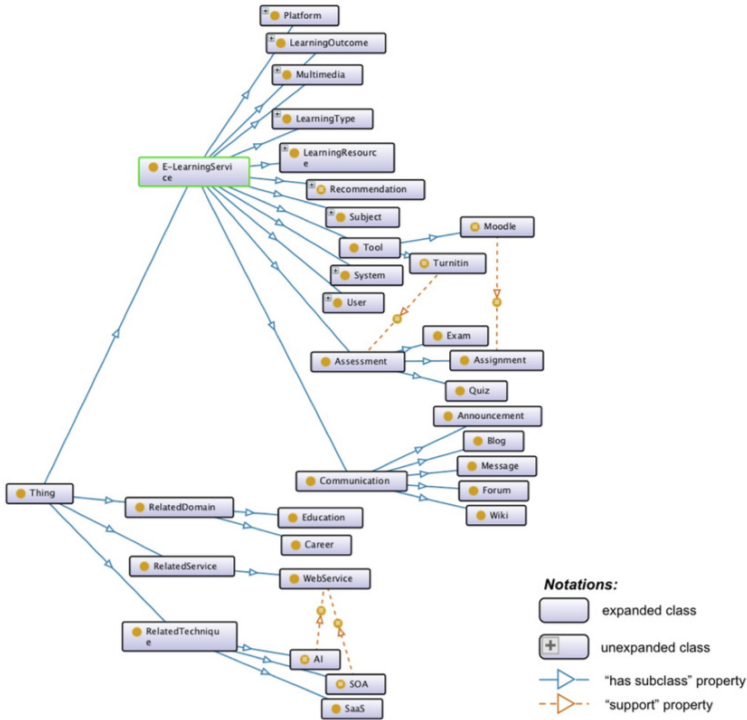 Platform
LearningOutcome
Multimedia
LearningType
LearningResourc
e
E-LearningServi
ce
Recommendation
Subject
Moodle
Tool
Turnitin
System
User
Exam
Assessment
Assignment
Quiz
Announcement
Blog
Message
Communication
Forum
Wiki
Thing
RelatedDomain
Education
Career
RelatedService
WebService
RelatedTechniqu
e
AI
SOA
SaaS
Notations:
expanded class
unexpanded class
“has subclass” property
“support” property